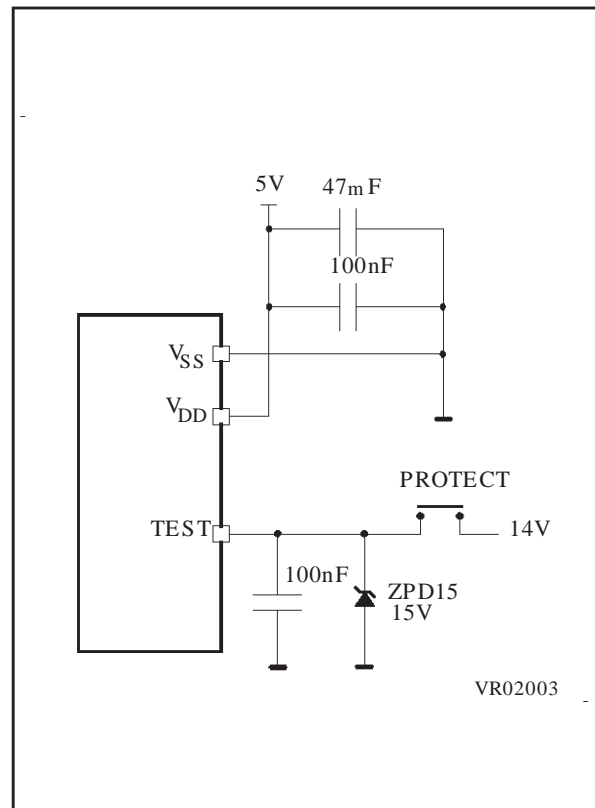 5V
47mF
100nF
VSS
VDD
PROTECT
TEST
14V
100nF
ZPD15
15V
VR02003